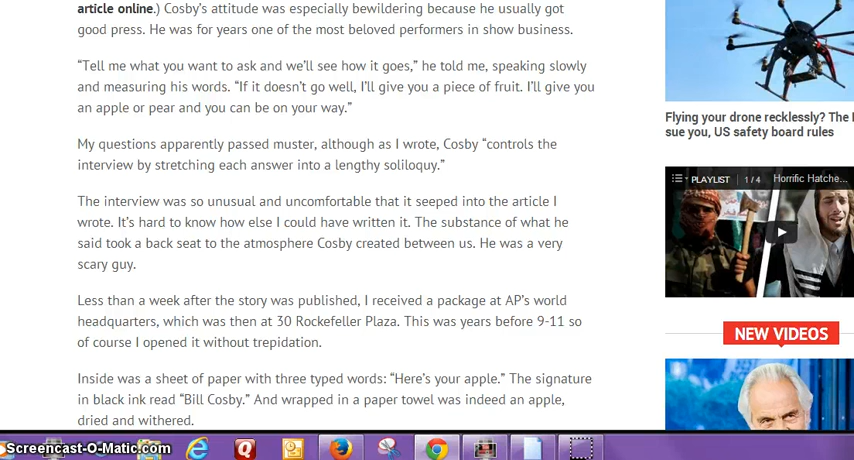 article online.) Cosby’s attitude was especially bewildering because he usually got
good press. He was for years one of the most beloved performers in show business.
“Tell me what you want to ask and we’ll see how it goes,” he told me, speaking slowly
and measuring his words. “If it doesn’t go well, I’ll give you a piece of fruit. I’ll give you
an apple or pear and you can be on your way.”
My questions apparently passed muster, although as I wrote, Cosby “controls the
interview by stretching each answer into a lengthy soliloquy.”
The interview was so unusual and uncomfortable that it seeped into the article I
wrote. It’s hard to know how else I could have written it. The substance of what he
said took a back seat to the atmosphere Cosby created between us. He was a very
scary guy.
Less than a week after the story was published, I received a package at AP’s world
headquarters, which was then at 30 Rockefeller Plaza. This was years before 9-11 so
of course I opened it without trepidation.
Inside was a sheet of paper with three typed words: “Here’s your apple.” The signature
in black ink read “Bill Cosby.” And wrapped in a paper towel was indeed an apple,
dried and withered.
Flying your drone recklessly? The
sue you, US safety board rules
PLAYLIST 1 / 4 Horrific Hatche...
NEW VIDEOS
Screencast-O-Matic.com